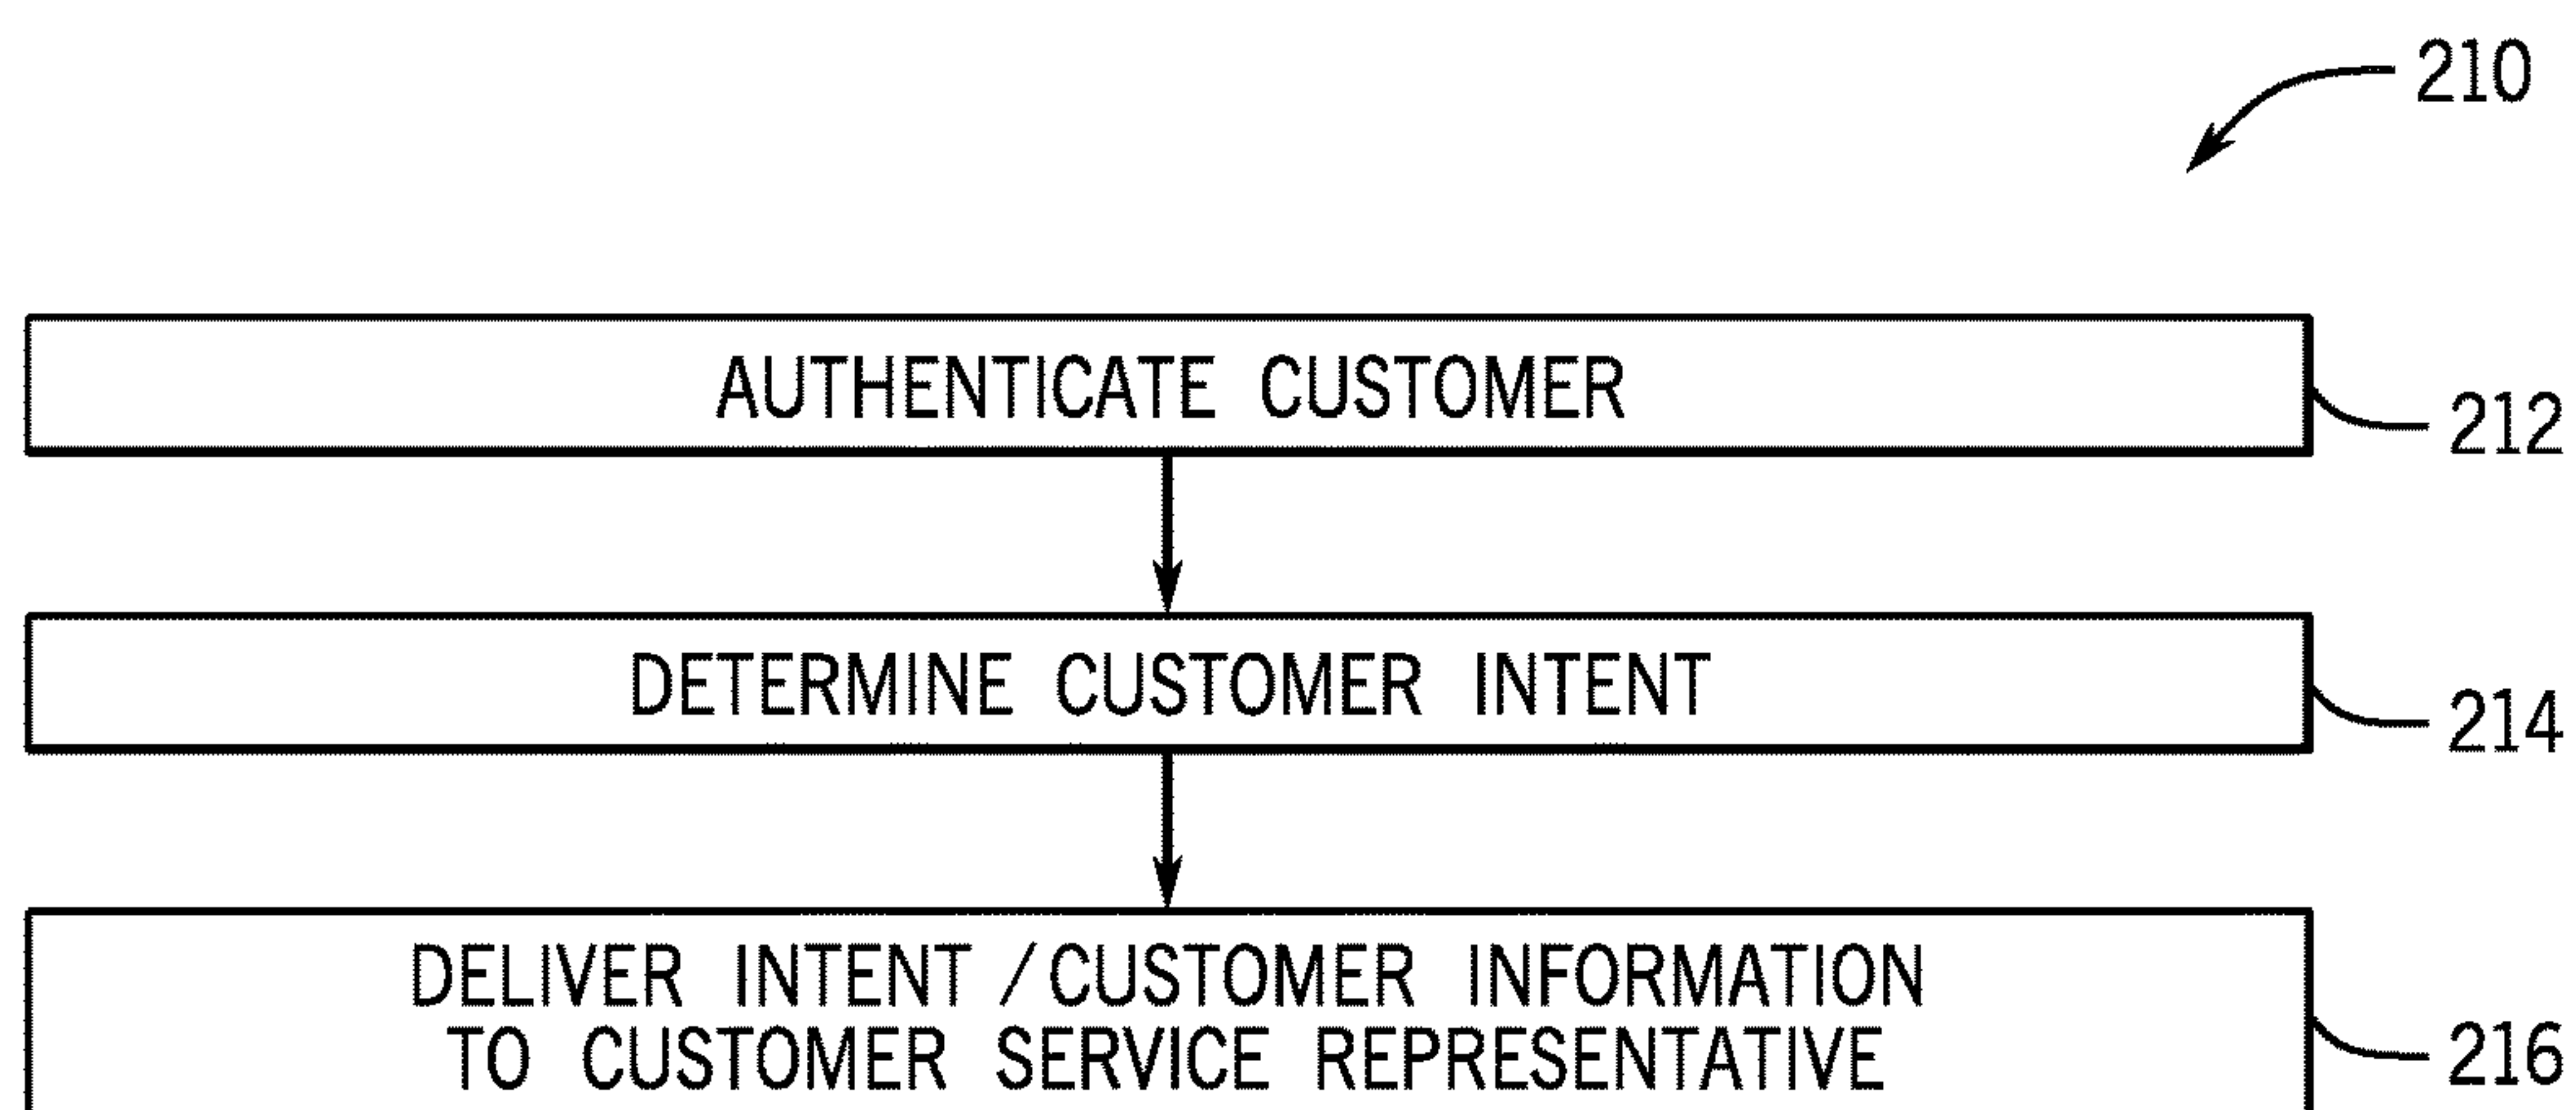 210
AUTHENTICATE CUSTOMER
212
DETERMINE CUSTOMER INTENT
214
DELIVER INTENT/CUSTOMER INFORMATION
TO CUSTOMER SERVICE REPRESENTATIVE
216